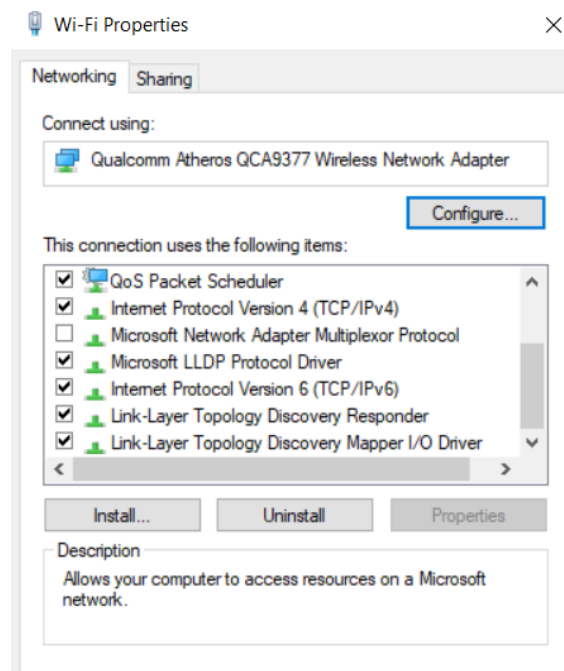 Wi-Fi Properties
Networking
Sharing
Connect using:
Qualcomm Atheros QCA9377 Wireless Network Adapter
Configure...
This connection uses the following items:
QoS Packet Scheduler
Internet Protocol Version 4 (TCP/IPv4)
Microsoft Network Adapter Multiplexor Protocol
Microsoft LLDP Protocol Driver
Internet Protocol Version 6 (TCP/IPv6)
Link-Layer Topology Discovery Responder
Link-Layer Topology Discovery Mapper I/O Driver
Install...
Uninstall
Properties
Description
Allows your computer to access resources on a Microsoft
network.